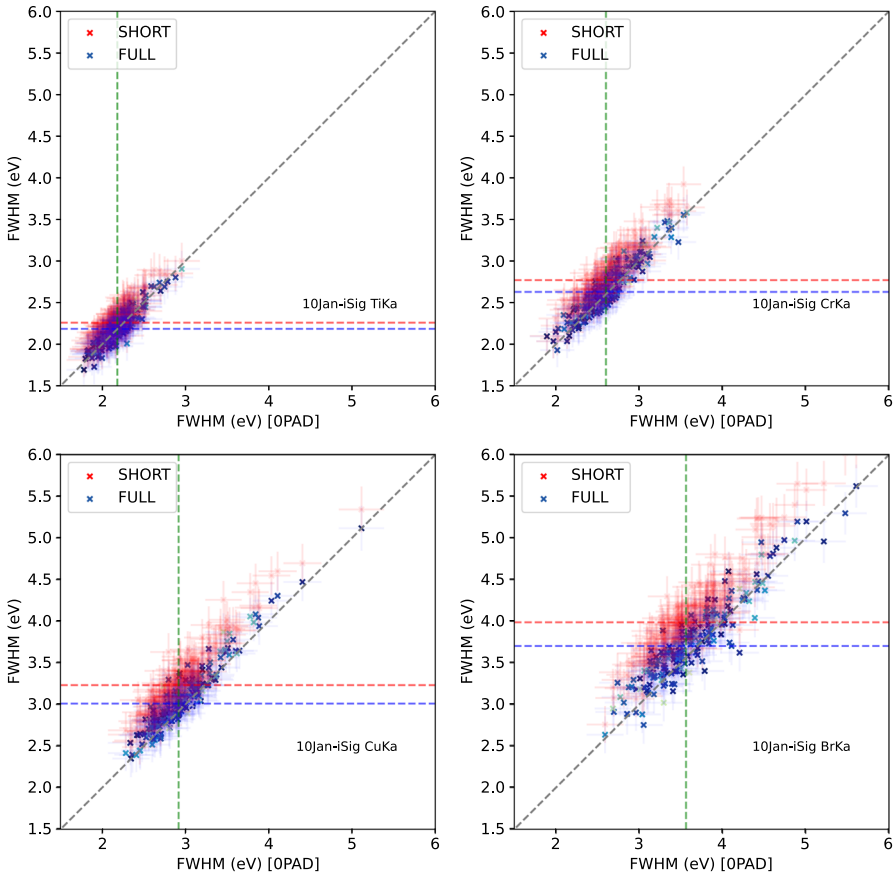 6.0
5.5
5.0
4.5
4.0
3.5
3.0
2.5
2.0
1.5
FWHM (eV)
SHORT
FULL
10Jan-iSig TiKa
2 3 4 5 6
FWHM (eV) [0PAD]
6.0
5.5
5.0
4.5
4.0
3.5
3.0
2.5
2.0
1.5
FWHM (eV)
SHORT
FULL
10Jan-iSig CrKa
2 3 4 5 6
FWHM (eV) [0PAD]
6.0
5.5
5.0
4.5
4.0
3.5
3.0
2.5
2.0
1.5
FWHM (eV)
SHORT
FULL
10Jan-iSig CuKa
2 3 4 5 6
FWHM (eV) [0PAD]
6.0
5.5
5.0
4.5
4.0
3.5
3.0
2.5
2.0
1.5
FWHM (eV)
SHORT
FULL
10Jan-iSig BrKa
2 3 4 5 6
FWHM (eV) [0PAD]